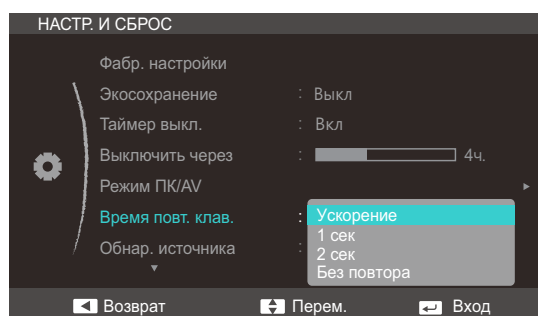 НАСТР. И СБРОС
Фабр. настройки
Экосохранение : Выкл
Таймер выкл. : Вкл
Выключить через : 4ч.
Режим ПК/AV
Время повт. клав. : Ускорение
1 сек
Обнар. источника : 2 сек
Без повтора
Возврат Перем. Вход